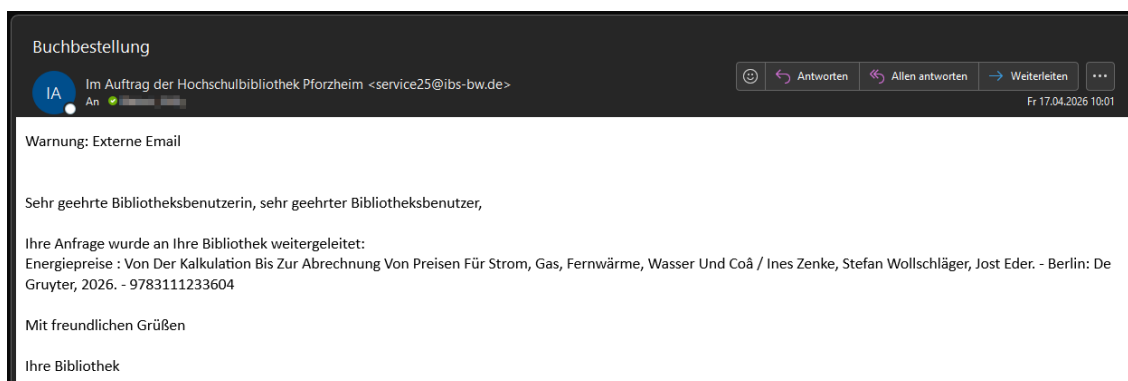 Buchbestellung
IA
Im Auftrag der Hochschulbibliothek Pforzheim <service25@ibs-bw.de>
An
Antworten
Allen antworten
Weiterleiten
Fr 17.04.2026 10:01
Warnung: Externe Email
Sehr geehrte Bibliotheksbenutzerin, sehr geehrter Bibliotheksbenutzer,
Ihre Anfrage wurde an Ihre Bibliothek weitergeleitet:
Energiepreise : Von Der Kalkulation Bis Zur Abrechnung Von Preisen Für Strom, Gas, Fernwärme, Wasser Und Coâ / Ines Zenke, Stefan Wollschläger, Jost Eder. - Berlin: De
Gruyter, 2026. - 9783111233604
Mit freundlichen Grüßen
Ihre Bibliothek